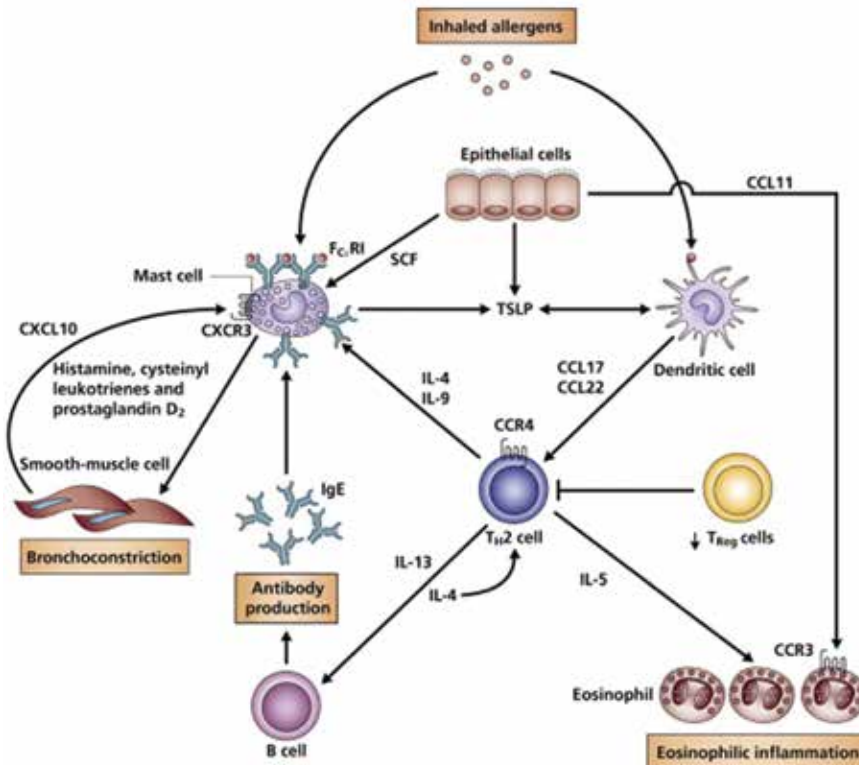 Inhaled allergens
Epithelial cells
CCL11
FCεRI
SCF
Mast cell
TSLP
CXCR3
CXCL10
Histamine, cysteinyl
leukotrienes and
prostaglandin D2
IL-4
IL-9
CCL17
CCL22
Dendritic cell
CCR4
Smooth-muscle cell
IgE
Bronchoconstriction
TH2 cell
↓ TReg cells
Antibody
production
IL-13
IL-4
IL-5
CCR3
Eosinophil
B cell
Eosinophilic inflammation